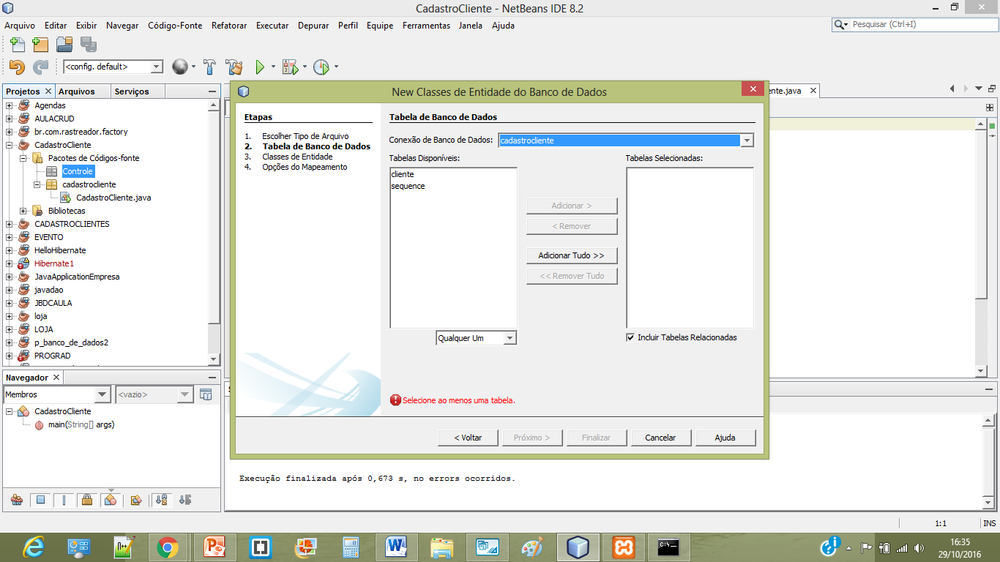 CadastroCliente - NetBeans IDE 8.2
Arquivo Editar Exibir Navegar Código-Fonte Refatorar Executar Depurar Perfil Equipe Ferramentas Janela Ajuda
Pesquisar (Ctrl+I)
<config. default>
Projetos Arquivos Serviços
Agendas
AULACRUD
br.com.rastreador.factory
CadastroCliente
Pacotes de Códigos-fonte
Controle
cadastrocliente
CadastroCliente.java
Bibliotecas
CADASTROCLIENTES
EVENTO
HelloHibernate
Hibernate1
JavaApplicationEmpresa
javadao
JBDCAULA
loja
LOJA
p_banco_de_dados2
PROGRAD
Navegador
Membros <vazio>
CadastroCliente
main(String[] args)
ente.java
New Classes de Entidade do Banco de Dados
Etapas
1. Escolher Tipo de Arquivo
2. Tabela de Banco de Dados
3. Classes de Entidade
4. Opções do Mapeamento
Tabela de Banco de Dados
Conexão de Banco de Dados: cadastrocliente
Tabelas Disponíveis:
cliente
sequence
Qualquer Um
Adicionar >
< Remover
Adicionar Tudo >>
<< Remover Tudo
Tabelas Selecionadas:
Incluir Tabelas Relacionadas
Selecione ao menos uma tabela.
< Voltar Próximo > Finalizar Cancelar Ajuda
Execução finalizada após 0,673 s, no errors ocorridos.
1:1 INS
16:35
29/10/2016